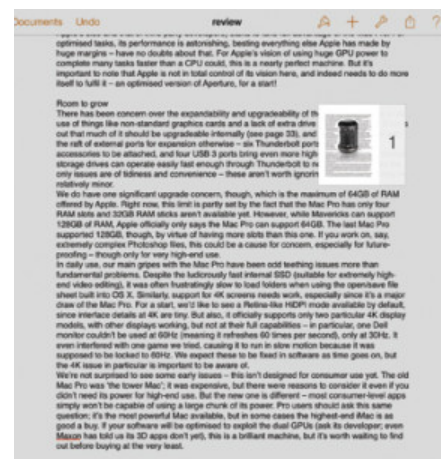 Documents Undo review
optimised tasks, its performance is astonishing, besting everything else Apple has made by
huge margins – have no doubts about that. For Apple's vision of using huge GPU power to
complete many tasks faster than a CPU could, this is a nearly perfect machine. But it's
important to note that Apple is not in total control of its vision here, and indeed needs to do more
itself to fulfil it – an optimised version of Aperture, for a start!
Room to grow
There has been concern over the expandability and upgradeability of th
use of things like non-standard graphics cards and a lack of extra drive
out that much of it should be upgradeable internally (see page 33), and
the raft of external ports for expansion otherwise – six Thunderbolt ports
accessories to be attached, and four USB 3 ports bring even more high
storage drives can operate easily fast enough through Thunderbolt to n
only issues are of tidiness and convenience – these aren't worth ignorin
relatively minor.
1
We do have one significant upgrade concern, though, which is the maximum of 64GB of RAM
offered by Apple. Right now, this limit is partly set by the fact that the Mac Pro has only four
RAM slots and 32GB RAM sticks aren't available yet. However, while Mavericks can support
128GB of RAM, Apple officially only says the Mac Pro can support 64GB. The last Mac Pro
supported 128GB, though, by virtue of having more slots than this one. If you work on, say,
extremely complex Photoshop files, this could be a cause for concern, especially for future-
proofing – though only for very high-end use.
In daily use, our main gripes with the Mac Pro have been odd teething issues more than
fundamental problems. Despite the ludicrously fast internal SSD (suitable for extremely high-
end video editing), it was often frustratingly slow to load folders when using the open/save file
sheet built into OS X. Similarly, support for 4K screens needs work, especially since it's a major
draw of the Mac Pro. For a start, we'd like to see a Retina-like HiDPI mode available by default,
since interface details at 4K are tiny. But also, it officially supports only two particular 4K display
models, with other displays working, but not at their full capabilities – in particular, one Dell
monitor couldn't be used at 60Hz (meaning it refreshes 60 times per second), only at 30Hz. It
even interfered with one game we tried, causing it to run in slow motion because it was
supposed to be locked to 60Hz. We expect these to be fixed in software as time goes on, but
the 4K issue in particular is important to be aware of.
We're not surprised to see some early issues – this isn't designed for consumer use yet. The old
Mac Pro was 'the tower Mac'; it was expensive, but there were reasons to consider it even if you
didn't need its power for high-end use. But the new one is different – most consumer-level apps
simply won't be capable of using a large chunk of its power. Pro users should ask this same
question; it's the most powerful Mac available, but in some cases the highest-end iMac is as
good a buy. If your software will be optimised to exploit the dual GPUs (ask its developer; even
Maxon has told us its 3D apps don't yet), this is a brilliant machine, but it's worth waiting to find
out before buying at the very least.